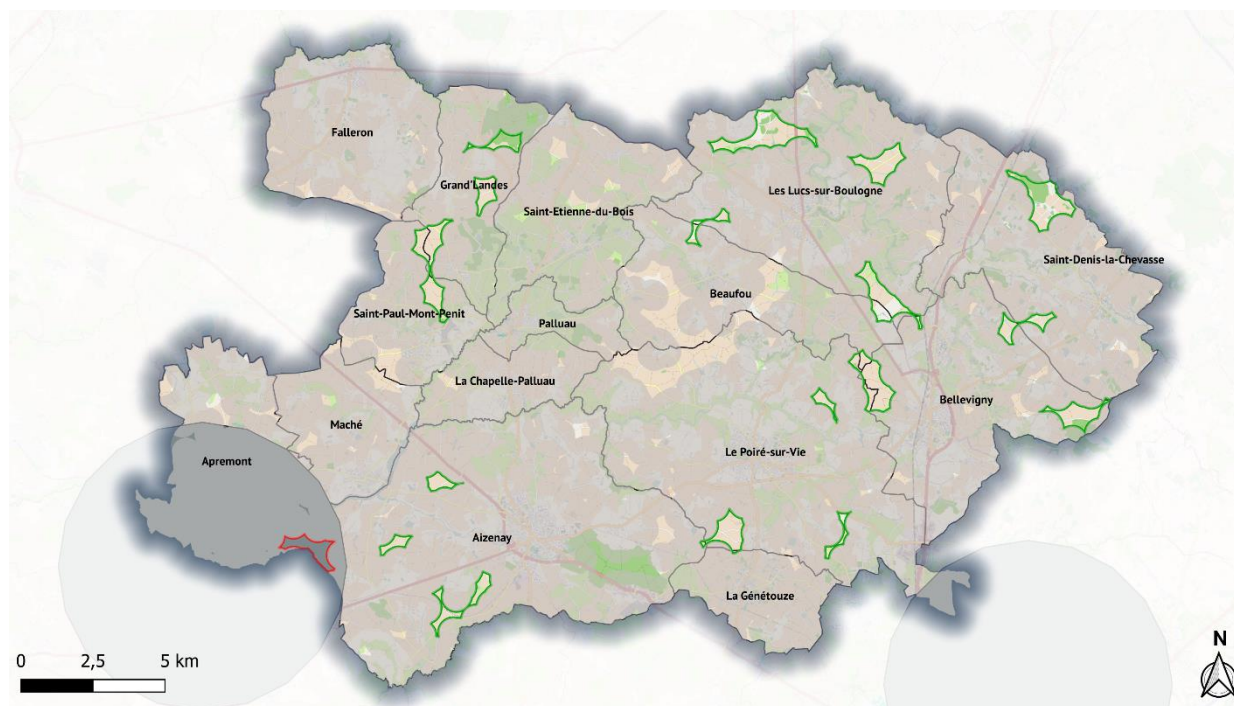 Falleron
Grand'Landes
Les Lucs-sur-Boulogne
Saint-Etienne-du-Bois
Saint-Denis-la-Chevasse
Beaufou
Saint-Paul-Mont-Penit
Palluau
La Chapelle-Palluau
Bellevigny
Maché
Le Poiré-sur-Vie
Apremont
Aizenay
La Génétouze
N
0 2,5 5 km